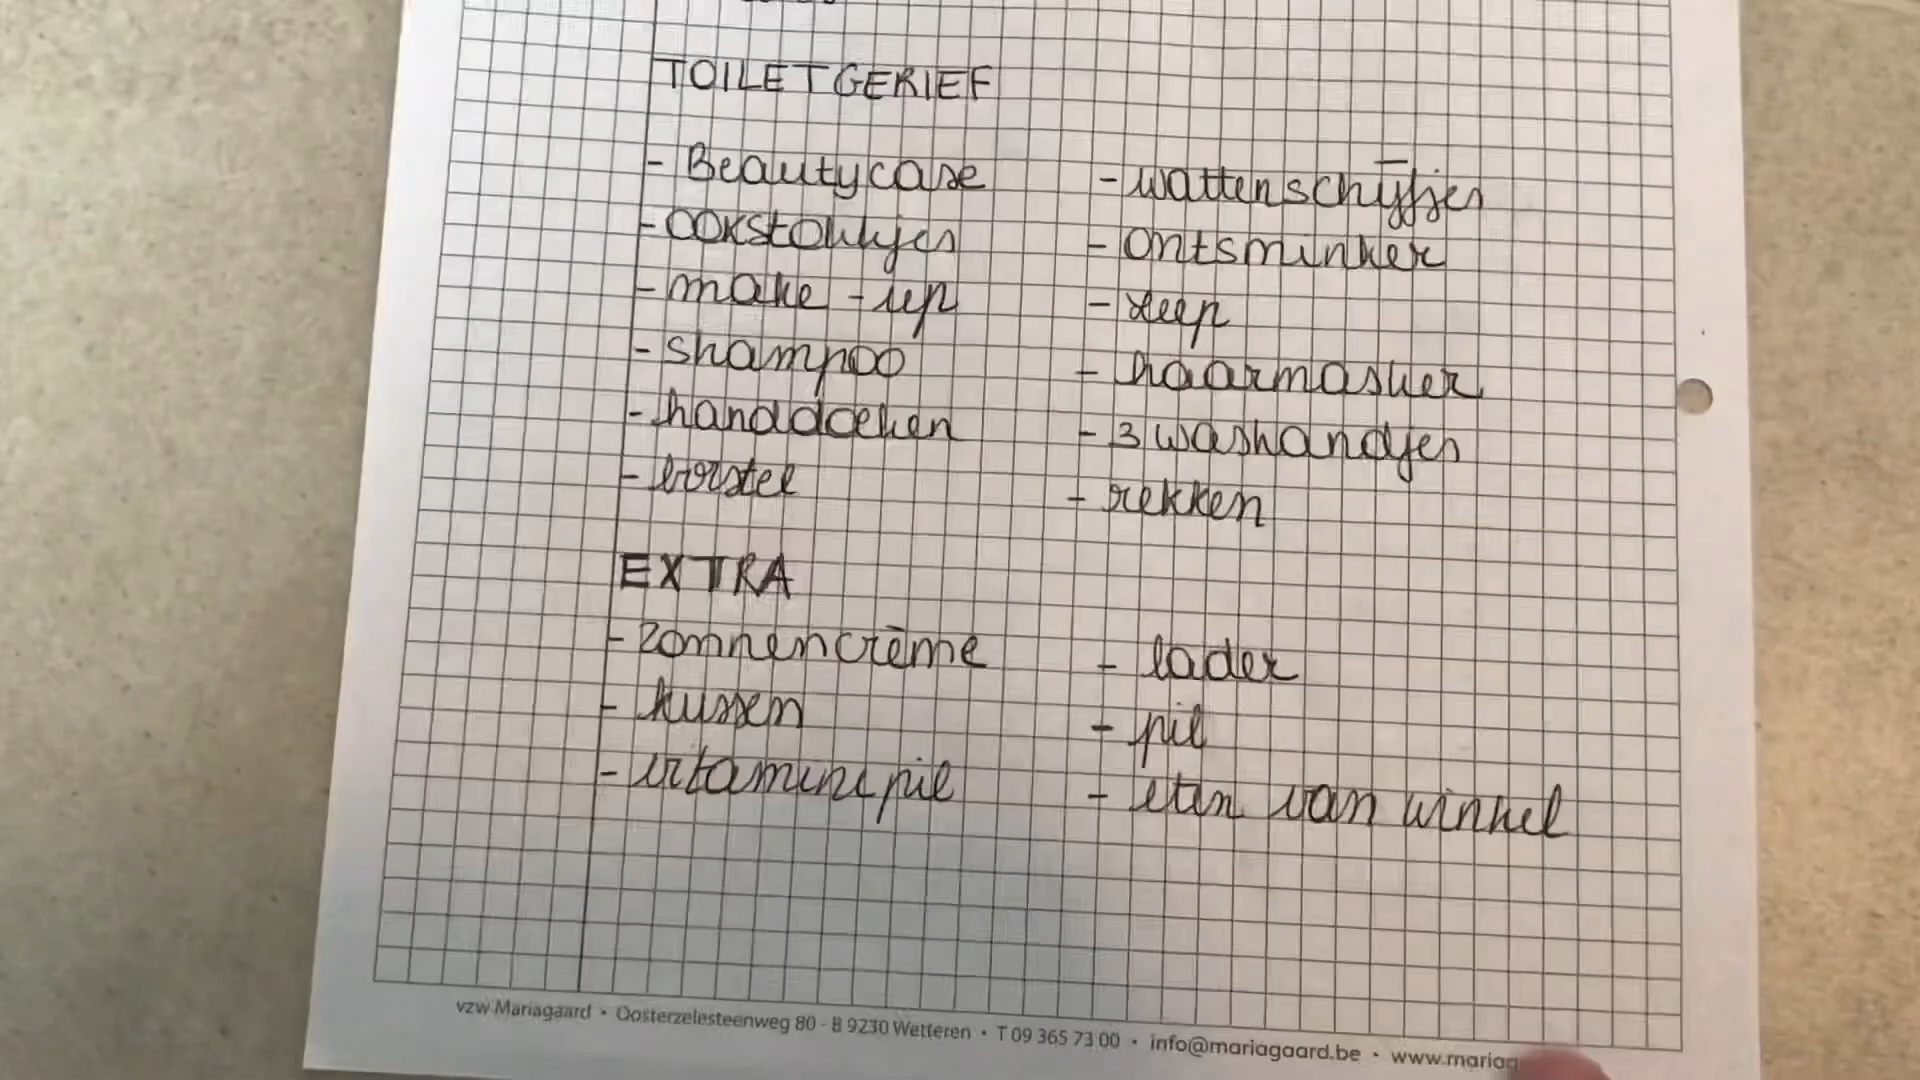 TOILETGERIEF
- Beautycase
- oorstokjes
- make-up
- shampoo
- handdoeken
- borstel
- wattenschijfjes
- ontsminker
- zeep
- haarmasker
- 3 washandjes
- rekken
EXTRA
- zonnencrème
- kussen
- vitamine pil
- lader
- pil
- eten van winkel
vzw Mariagaard • Oosterzelesteenweg 80 - B 9230 Wetteren • T 09 365 73 00 • info@mariagaard.be • www.mariag